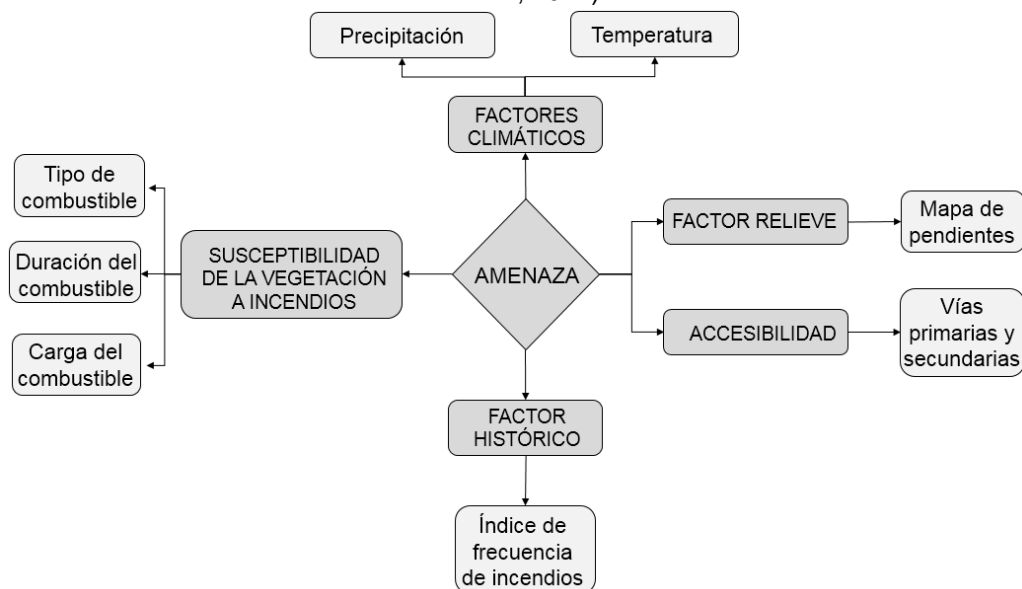 Precipitación
Temperatura
FACTORES
CLIMÁTICOS
Tipo de
combustible
Duración del
combustible
Carga del
combustible
SUSCEPTIBILIDAD
DE LA VEGETACIÓN
A INCENDIOS
AMENAZA
FACTOR RELIEVE
Mapa de
pendientes
ACCESIBILIDAD
Vías
primarias y
secundarias
FACTOR
HISTÓRICO
Índice de
frecuencia
de incendios